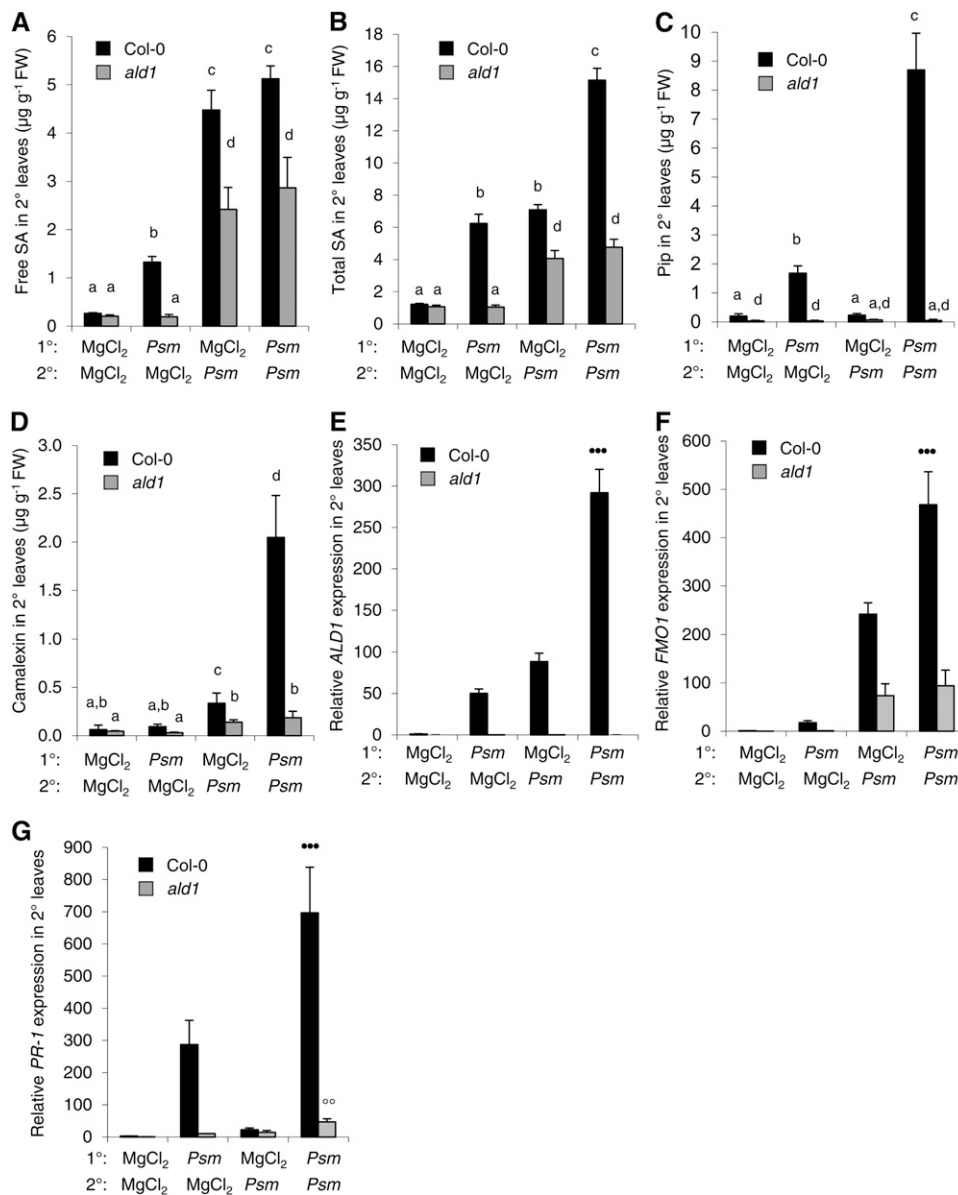 A
Free SA in 2° leaves (µg g⁻¹ FW)
6
5
4
3
2
1
0
Col-0
ald1
a a
b
a
c
d
c
d
1°: MgCl₂ Psm MgCl₂ Psm
2°: MgCl₂ MgCl₂ Psm Psm
B
Total SA in 2° leaves (µg g⁻¹ FW)
18
16
14
12
10
8
6
4
2
0
Col-0
ald1
a a
b
a
b
d
c
d
1°: MgCl₂ Psm MgCl₂ Psm
2°: MgCl₂ MgCl₂ Psm Psm
C
Pip in 2° leaves (µg g⁻¹ FW)
10
9
8
7
6
5
4
3
2
1
0
Col-0
ald1
a d
b
d
a a,d
c
a,d
1°: MgCl₂ Psm MgCl₂ Psm
2°: MgCl₂ MgCl₂ Psm Psm
D
Camalexin in 2° leaves (µg g⁻¹ FW)
3.0
2.5
2.0
1.5
1.0
0.5
0.0
Col-0
ald1
a,b a
a,b a
c
b
d
b
1°: MgCl₂ Psm MgCl₂ Psm
2°: MgCl₂ MgCl₂ Psm Psm
E
Relative ALD1 expression in 2° leaves
350
300
250
200
150
100
50
0
Col-0
ald1
•••
1°: MgCl₂ Psm MgCl₂ Psm
2°: MgCl₂ MgCl₂ Psm Psm
F
Relative FMO1 expression in 2° leaves
600
500
400
300
200
100
0
Col-0
ald1
•••
1°: MgCl₂ Psm MgCl₂ Psm
2°: MgCl₂ MgCl₂ Psm Psm
G
Relative PR-1 expression in 2° leaves
900
800
700
600
500
400
300
200
100
0
Col-0
ald1
•••
°°
1°: MgCl₂ Psm MgCl₂ Psm
2°: MgCl₂ MgCl₂ Psm Psm